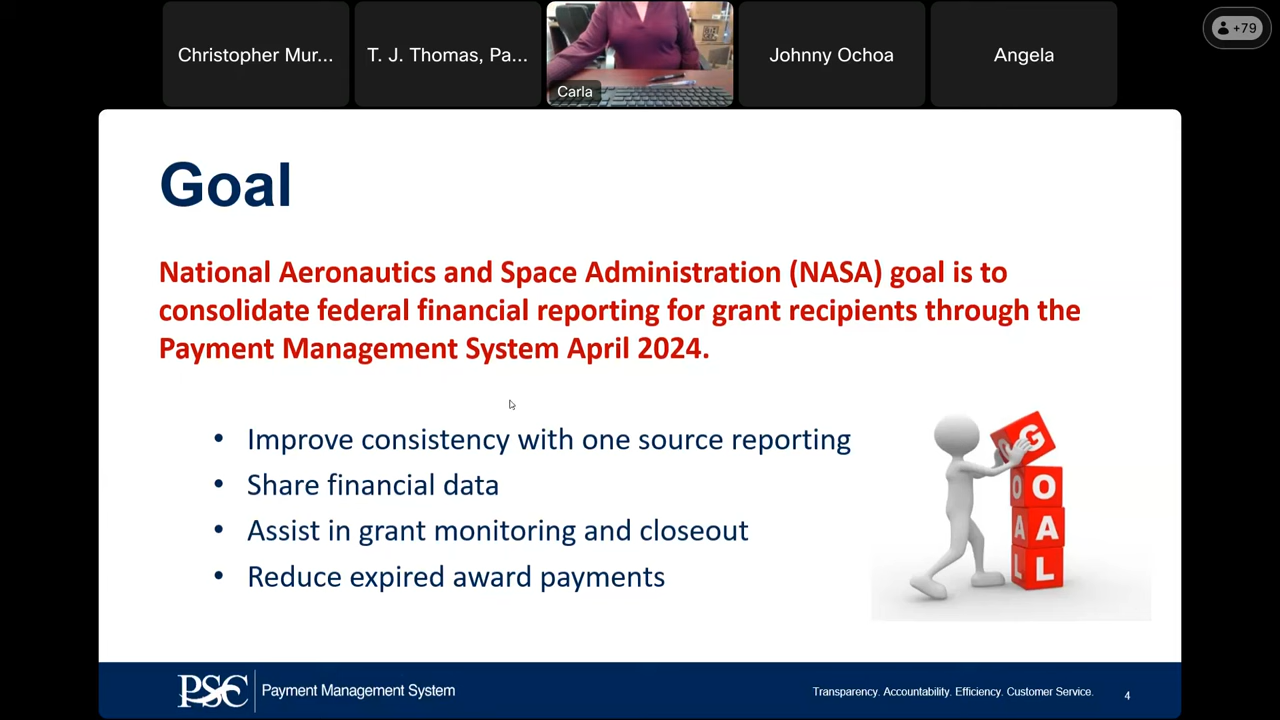 Christopher Mur...
T. J. Thomas, Pa...
Carla
Johnny Ochoa
Angela
+79
Goal
National Aeronautics and Space Administration (NASA) goal is to
consolidate federal financial reporting for grant recipients through the
Payment Management System April 2024.
• Improve consistency with one source reporting
• Share financial data
• Assist in grant monitoring and closeout
• Reduce expired award payments
G
O
O
A
A
L
L
PSC
Payment Management System
Transparency. Accountability. Efficiency. Customer Service.
4